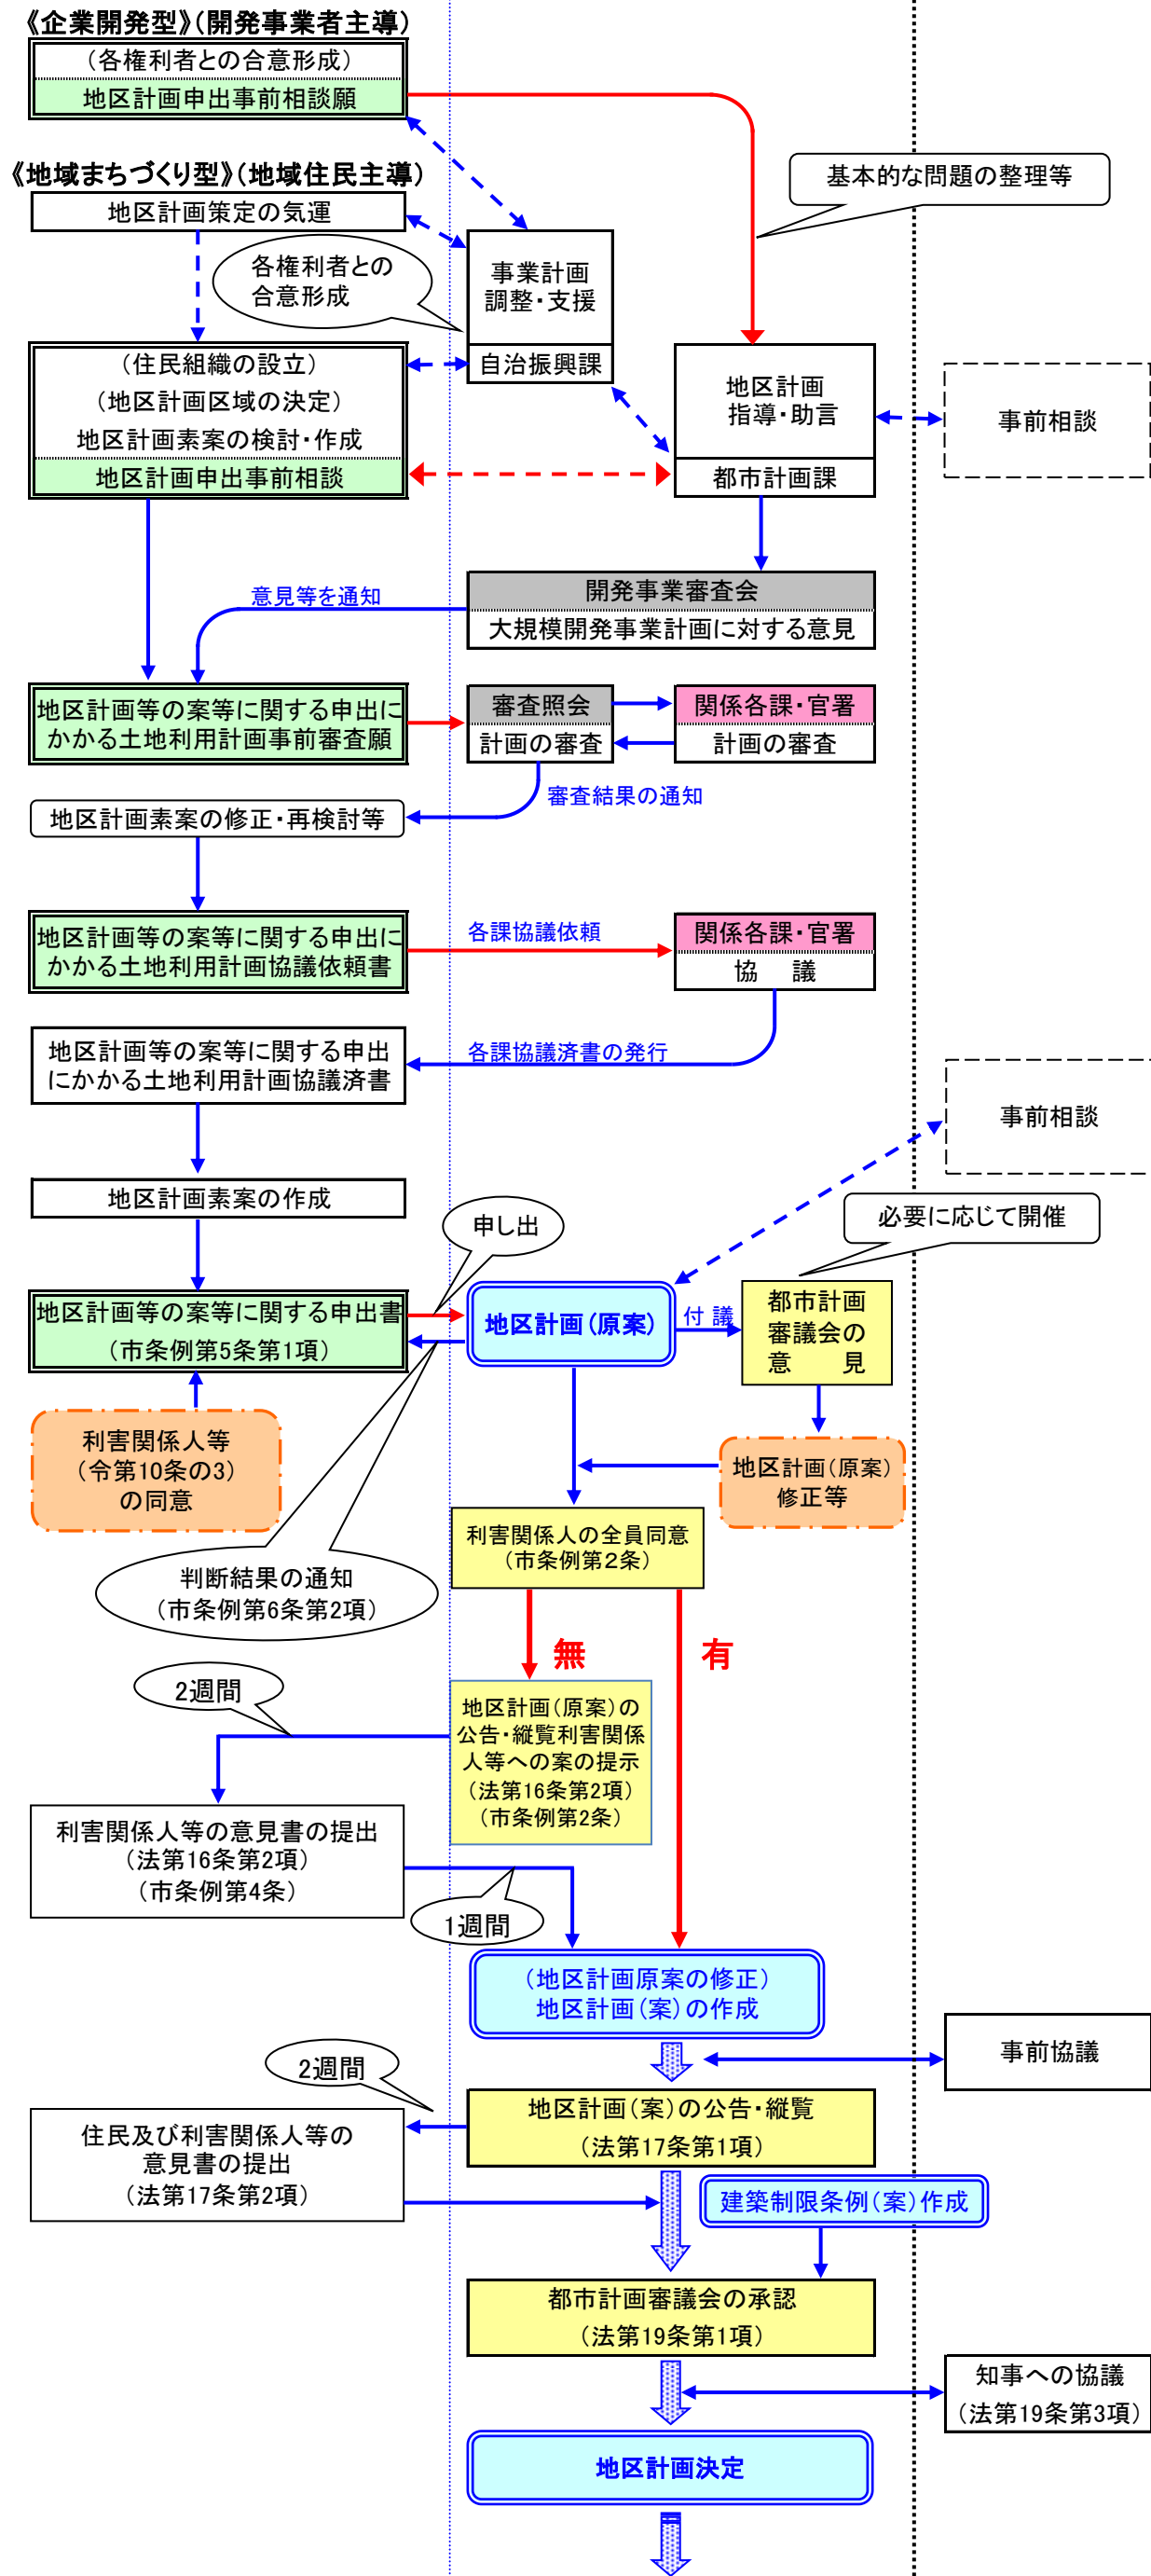 《企業開発型》(開発事業者主導)
(各権利者との合意形成)
地区計画申出事前相談願
《地域まちづくり型》(地域住民主導)
基本的な問題の整理等
地区計画策定の気運
各権利者との
合意形成
事業計画
調整・支援
自治振興課
(住民組織の設立)
(地区計画区域の決定)
地区計画素案の検討・作成
地区計画申出事前相談
地区計画
指導・助言
都市計画課
事前相談
意見等を通知
開発事業審査会
大規模開発事業計画に対する意見
地区計画等の案等に関する申出に
かかる土地利用計画事前審査願
審査照会
計画の審査
関係各課・官署
計画の審査
審査結果の通知
地区計画素案の修正・再検討等
地区計画等の案等に関する申出に
かかる土地利用計画協議依頼書
各課協議依頼
関係各課・官署
協 議
地区計画等の案等に関する申出
にかかる土地利用計画協議済書
各課協議済書の発行
事前相談
地区計画素案の作成
申し出
必要に応じて開催
地区計画等の案等に関する申出書
(市条例第5条第1項)
地区計画(原案)
付 議
都市計画
審議会の
意 見
利害関係人等
(令第10条の3)
の同意
地区計画(原案)
修正等
利害関係人の全員同意
(市条例第2条)
判断結果の通知
(市条例第6条第2項)
無
有
2週間
地区計画(原案)の
公告・縦覧利害関係
人等への案の提示
(法第16条第2項)
(市条例第2条)
利害関係人等の意見書の提出
(法第16条第2項)
(市条例第4条)
1週間
(地区計画原案の修正)
地区計画(案)の作成
事前協議
2週間
地区計画(案)の公告・縦覧
(法第17条第1項)
住民及び利害関係人等の
意見書の提出
(法第17条第2項)
建築制限条例(案)作成
都市計画審議会の承認
(法第19条第1項)
知事への協議
(法第19条第3項)
地区計画決定